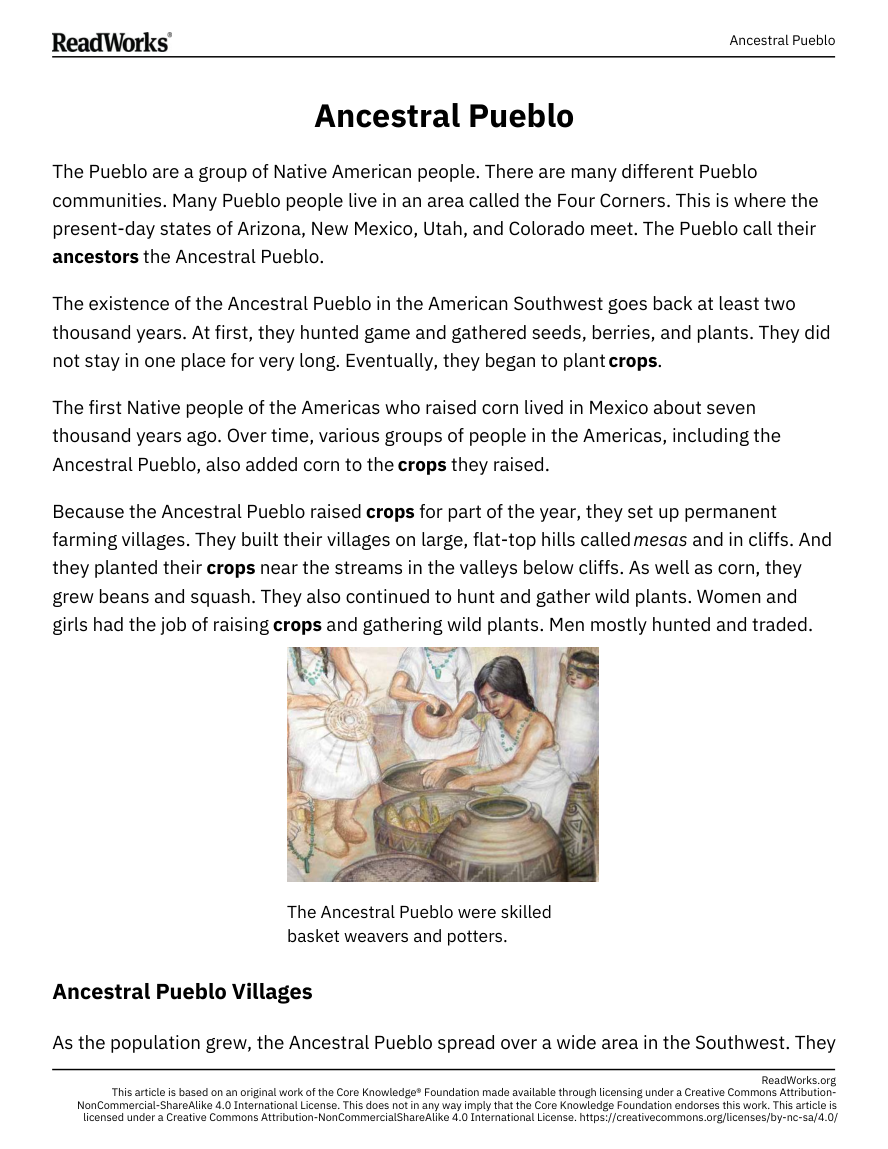 ReadWorks®
Ancestral Pueblo
Ancestral Pueblo
The Pueblo are a group of Native American people. There are many different Pueblo
communities. Many Pueblo people live in an area called the Four Corners. This is where the
present-day states of Arizona, New Mexico, Utah, and Colorado meet. The Pueblo call their
ancestors the Ancestral Pueblo.
The existence of the Ancestral Pueblo in the American Southwest goes back at least two
thousand years. At first, they hunted game and gathered seeds, berries, and plants. They did
not stay in one place for very long. Eventually, they began to plant crops.
The first Native people of the Americas who raised corn lived in Mexico about seven
thousand years ago. Over time, various groups of people in the Americas, including the
Ancestral Pueblo, also added corn to the crops they raised.
Because the Ancestral Pueblo raised crops for part of the year, they set up permanent
farming villages. They built their villages on large, flat-top hills called mesas and in cliffs. And
they planted their crops near the streams in the valleys below cliffs. As well as corn, they
grew beans and squash. They also continued to hunt and gather wild plants. Women and
girls had the job of raising crops and gathering wild plants. Men mostly hunted and traded.
The Ancestral Pueblo were skilled
basket weavers and potters.
Ancestral Pueblo Villages
As the population grew, the Ancestral Pueblo spread over a wide area in the Southwest. They
ReadWorks.org
This article is based on an original work of the Core Knowledge® Foundation made available through licensing under a Creative Commons Attribution-
NonCommercial-ShareAlike 4.0 International License. This does not in any way imply that the Core Knowledge Foundation endorses this work. This article is
licensed under a Creative Commons Attribution-NonCommercialShareAlike 4.0 International License. https://creativecommons.org/licenses/by-nc-sa/4.0/